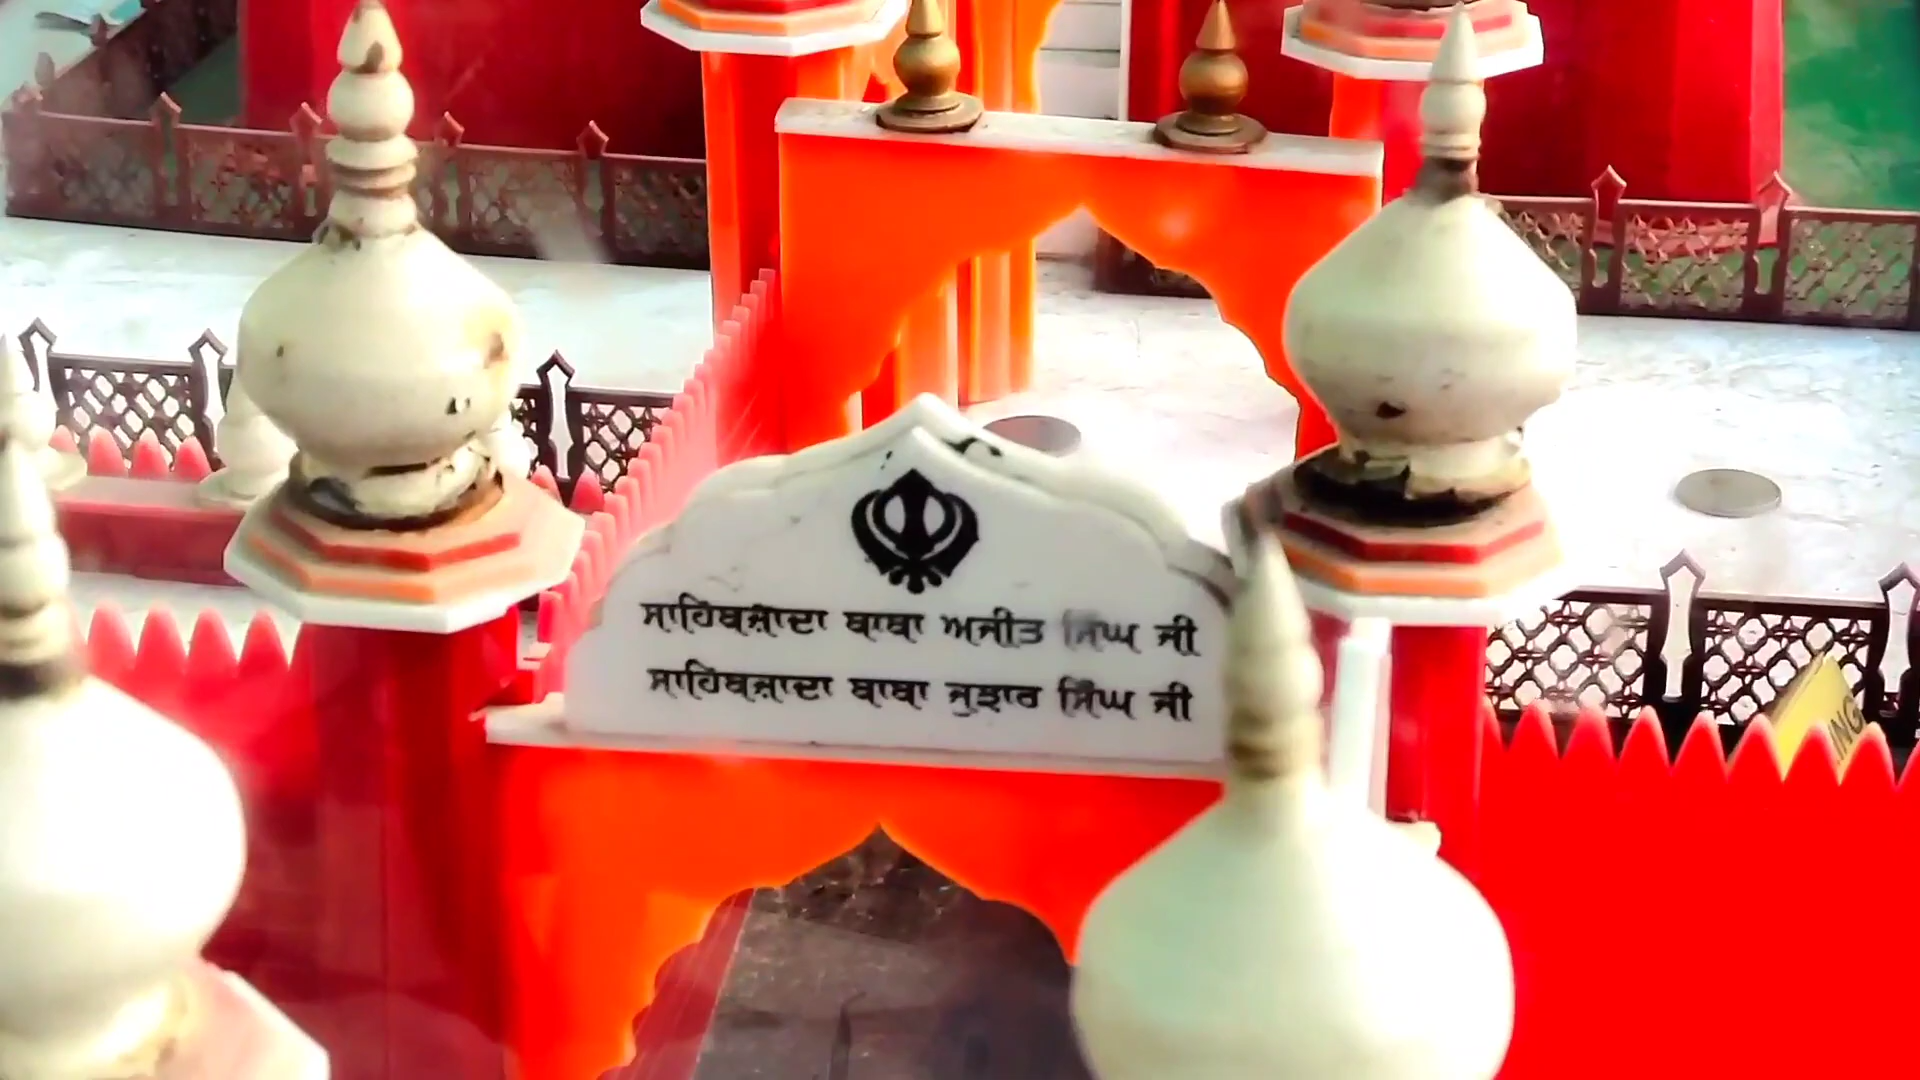 ਸਾਹਿਬਜ਼ਾਦਾ ਬਾਬਾ ਅਜੀਤ ਸਿੰਘ ਜੀ
ਸਾਹਿਬਜ਼ਾਦਾ ਬਾਬਾ ਜੁਝਾਰ ਸਿੰਘ ਜੀ